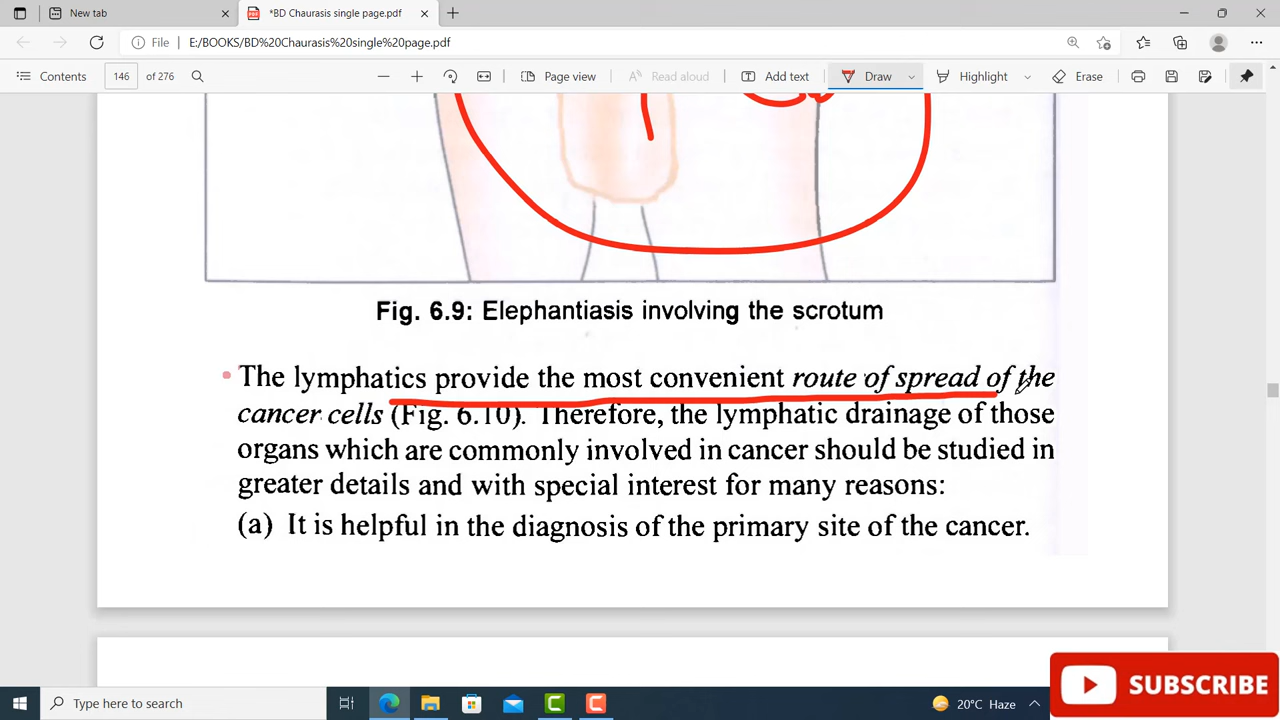 New tab
*BD Chaurasis single page.pdf
File
E:/BOOKS/BD%20Chaurasis%20single%20page.pdf
Contents
146
of 276
Page view
Read aloud
Add text
Draw
Highlight
Erase
Fig. 6.9: Elephantiasis involving the scrotum
• The lymphatics provide the most convenient route of spread of the
cancer cells (Fig. 6.10). Therefore, the lymphatic drainage of those
organs which are commonly involved in cancer should be studied in
greater details and with special interest for many reasons:
(a) It is helpful in the diagnosis of the primary site of the cancer.
Type here to search
20°C Haze
SUBSCRIBE